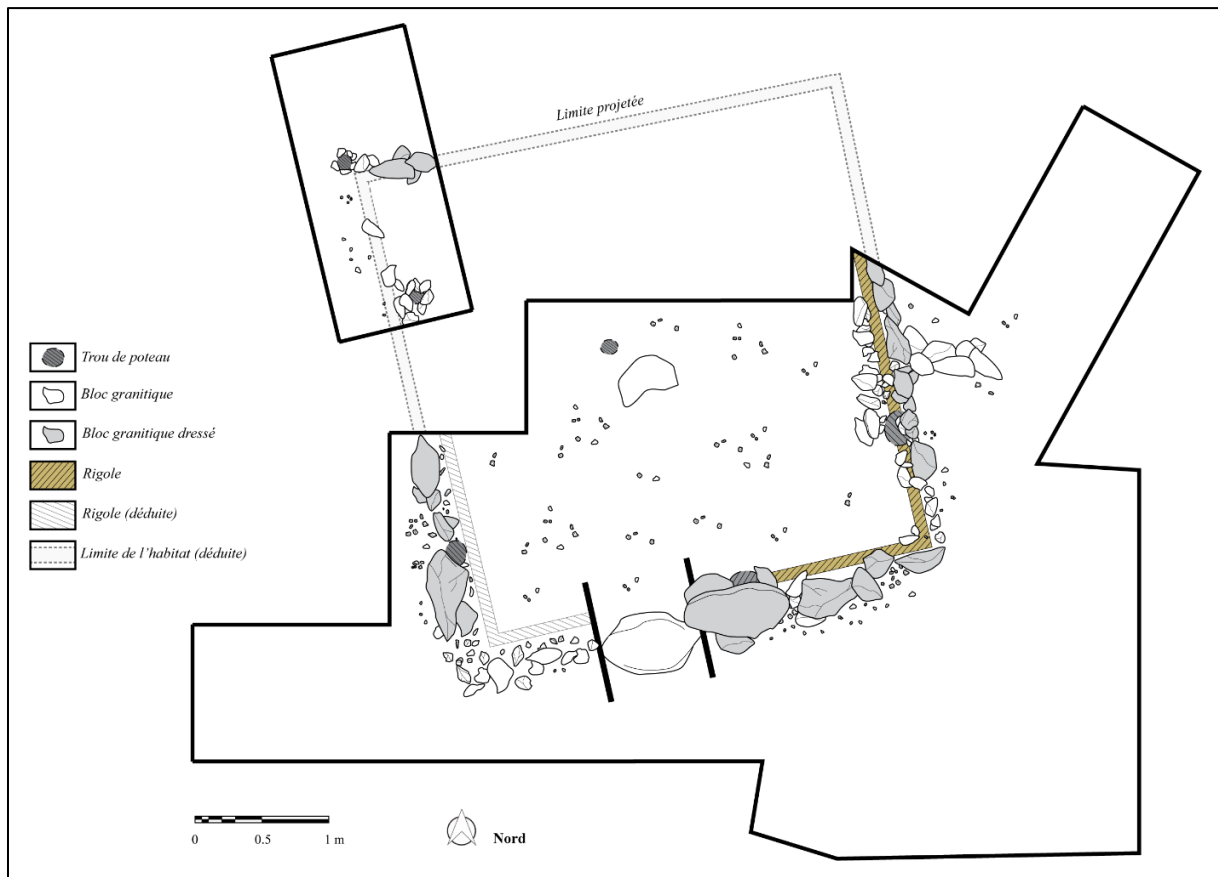 Limite projetée
Trou de poteau
Bloc granitique
Bloc granitique dressé
Rigole
Rigole (déduite)
Limite de l’habitat (déduite)
0 0.5 1 m
Nord